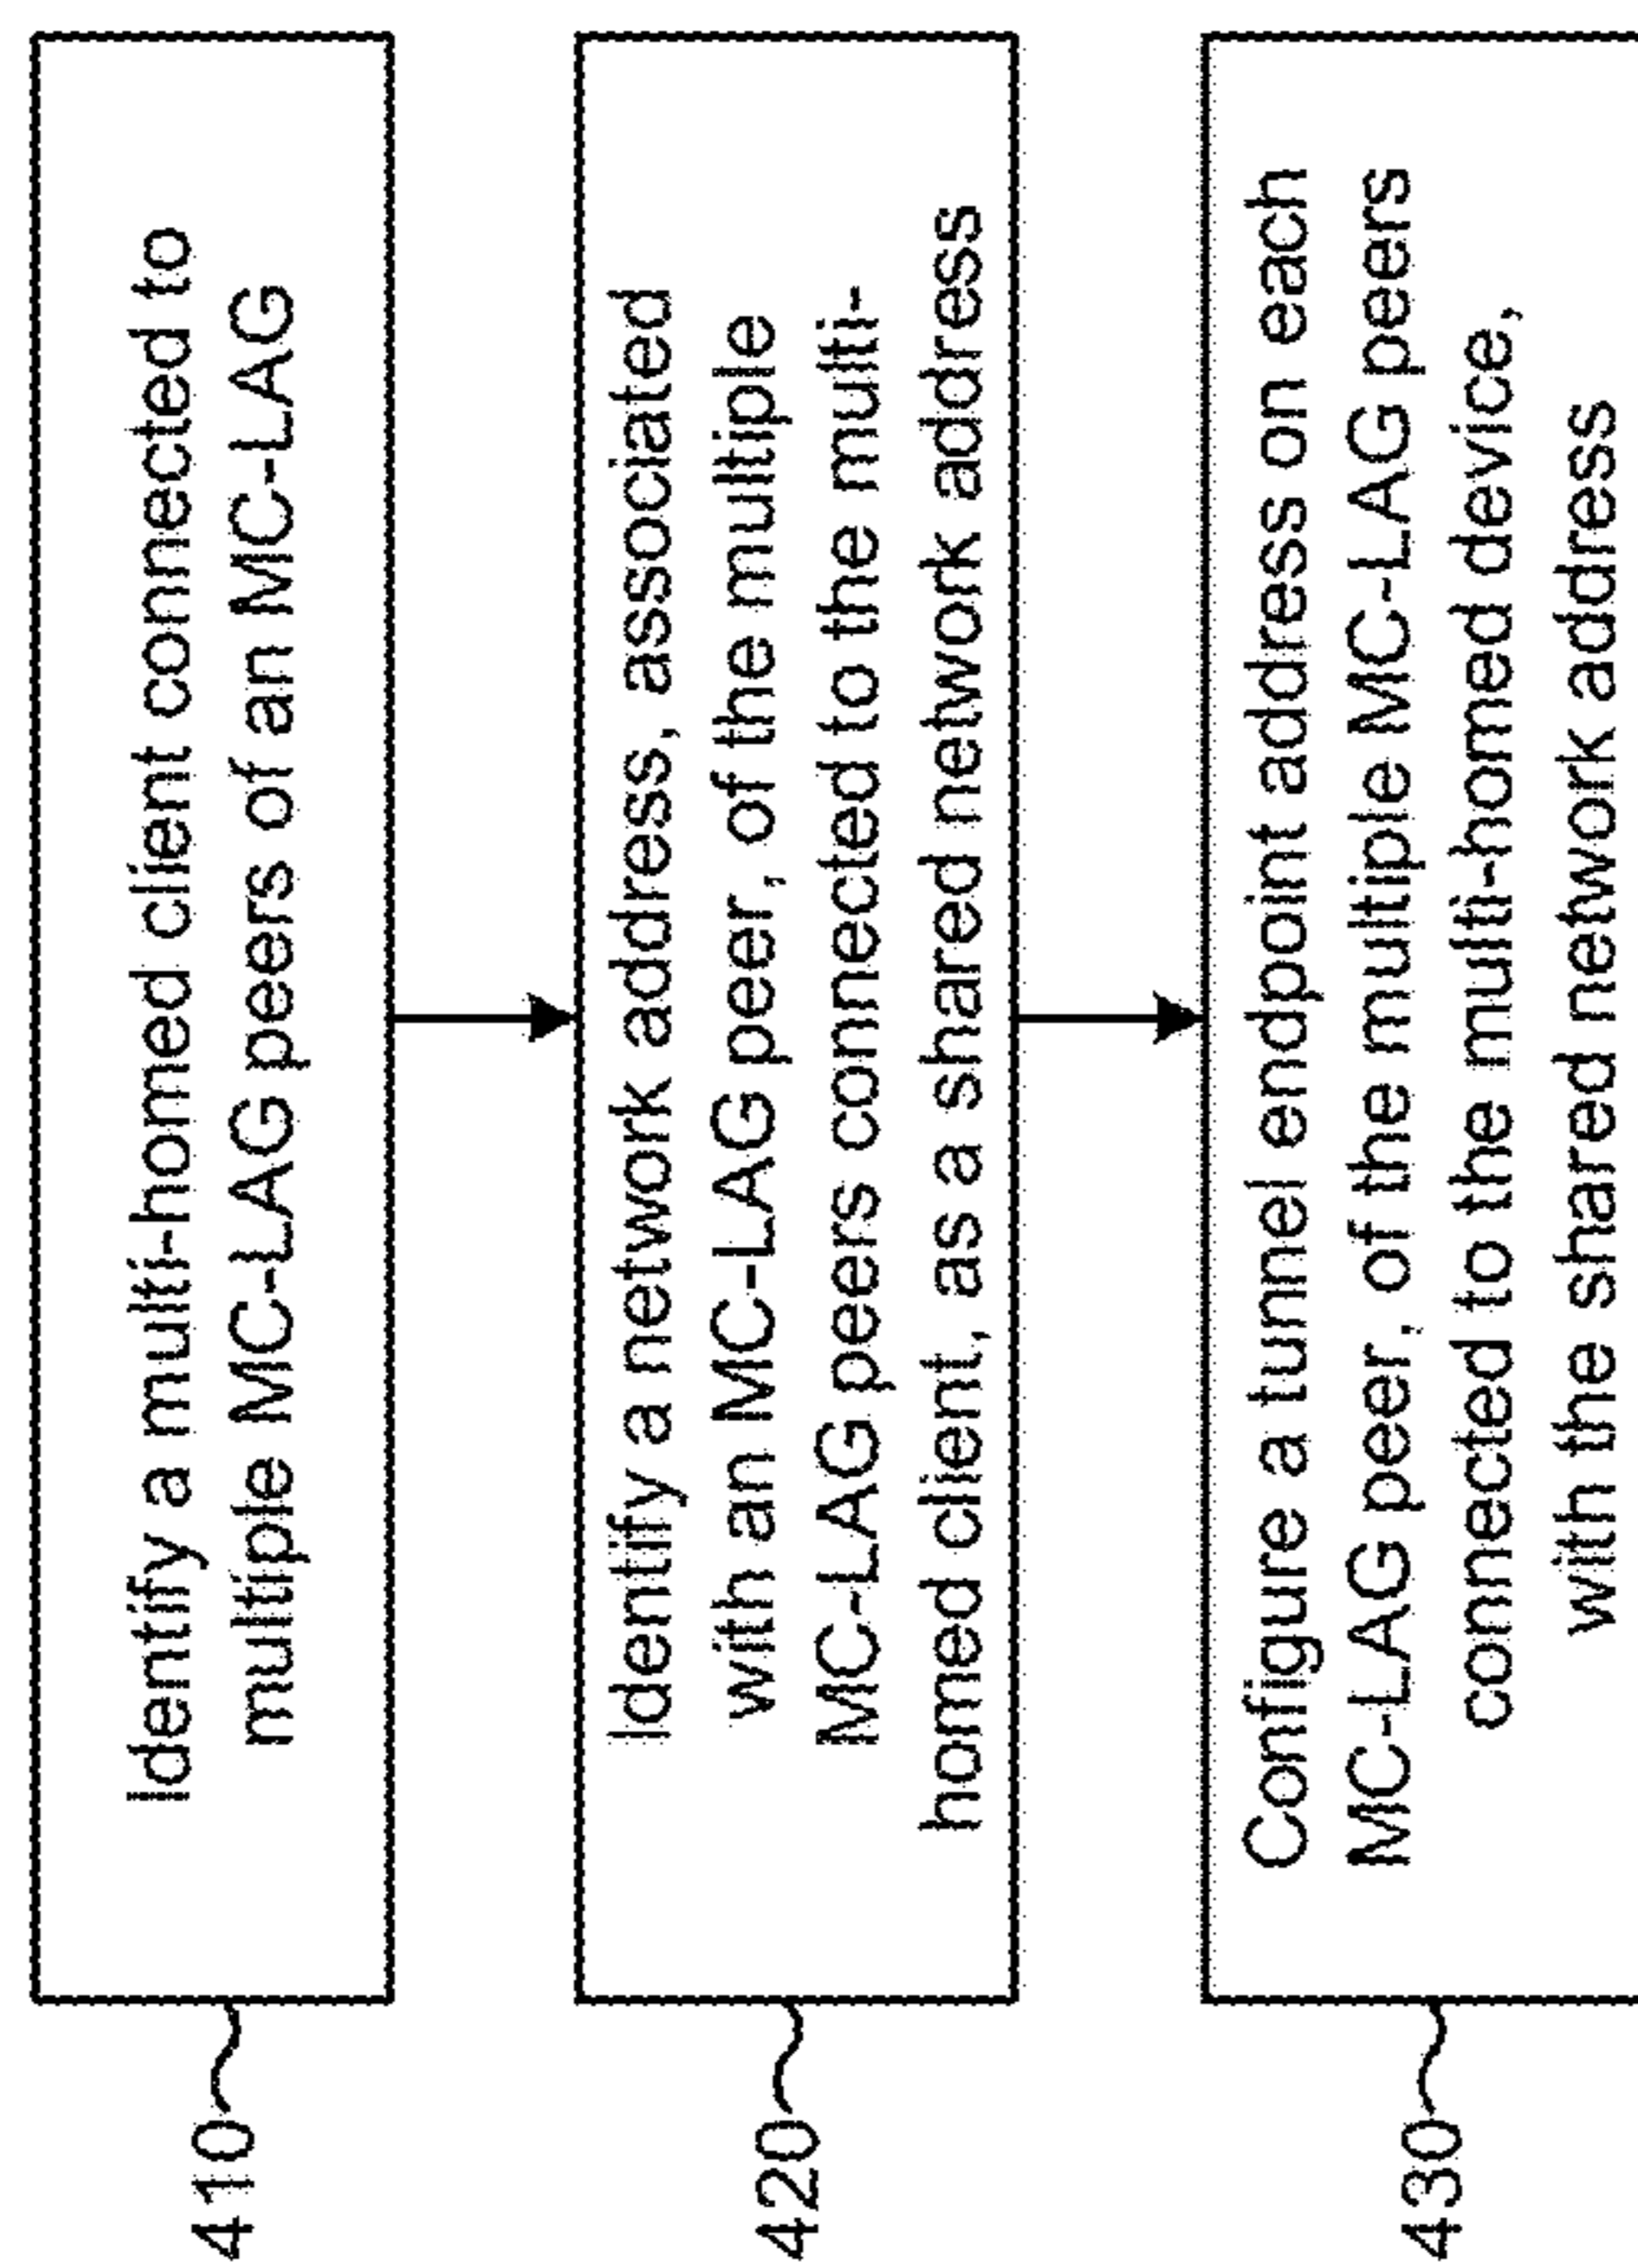 410
Identify a multi-homed client connected to
multiple MC-LAG peers of an MC-LAG
420
Identify a network address, associated
with an MC-LAG peer, of the multiple
MC-LAG peers connected to the multi-
homed client, as a shared network address
430
Configure a tunnel endpoint address on each
MC-LAG peer, of the multiple MC-LAG peers
connected to the multi-homed device,
with the shared network address